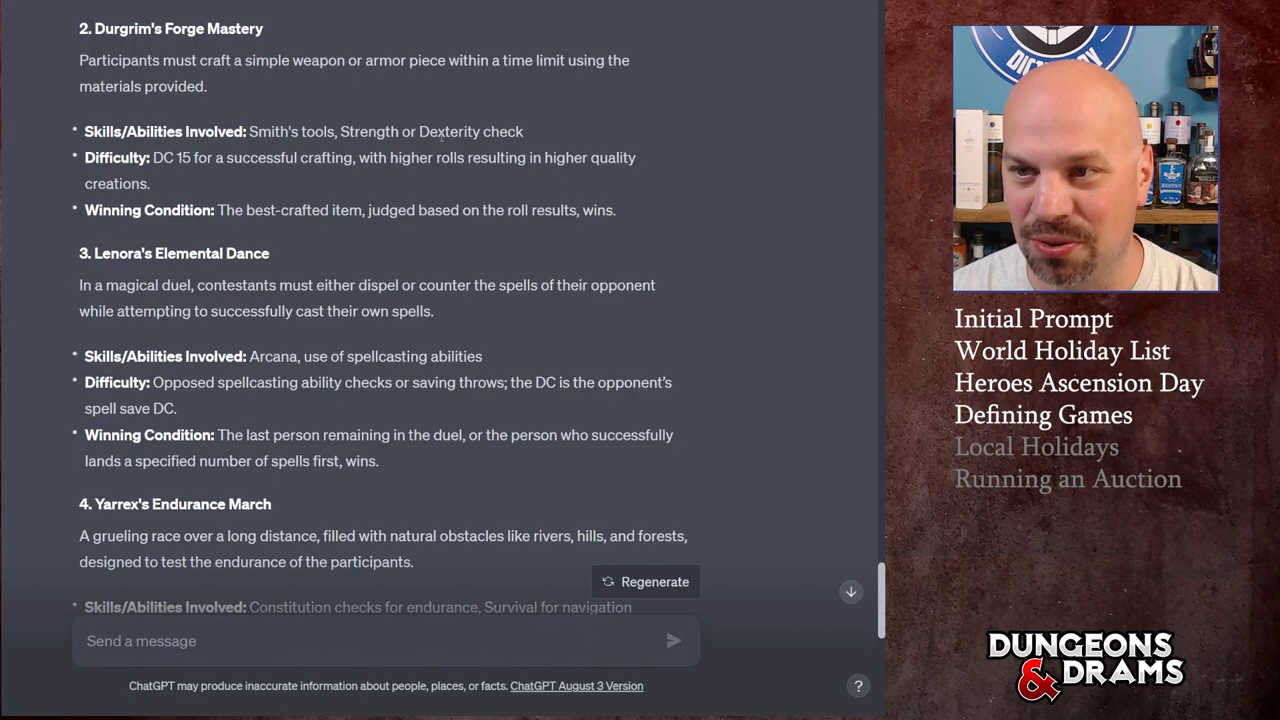 2. Durgrim's Forge Mastery
Participants must craft a simple weapon or armor piece within a time limit using the
materials provided.
• Skills/Abilities Involved: Smith's tools, Strength or Dexterity check
• Difficulty: DC 15 for a successful crafting, with higher rolls resulting in higher quality
creations.
• Winning Condition: The best-crafted item, judged based on the roll results, wins.
3. Lenora's Elemental Dance
In a magical duel, contestants must either dispel or counter the spells of their opponent
while attempting to successfully cast their own spells.
• Skills/Abilities Involved: Arcana, use of spellcasting abilities
• Difficulty: Opposed spellcasting ability checks or saving throws; the DC is the opponent's
spell save DC.
• Winning Condition: The last person remaining in the duel, or the person who successfully
lands a specified number of spells first, wins.
4. Yarrex's Endurance March
A grueling race over a long distance, filled with natural obstacles like rivers, hills, and forests,
designed to test the endurance of the participants.
Regenerate
• Skills/Abilities Involved: Constitution checks for endurance, Survival for navigation
Send a message
ChatGPT may produce inaccurate information about people, places, or facts. ChatGPT August 3 Version
?
Initial Prompt
World Holiday List
Heroes Ascension Day
Defining Games
Local Holidays
Running an Auction
DUNGEONS
& DRAMS